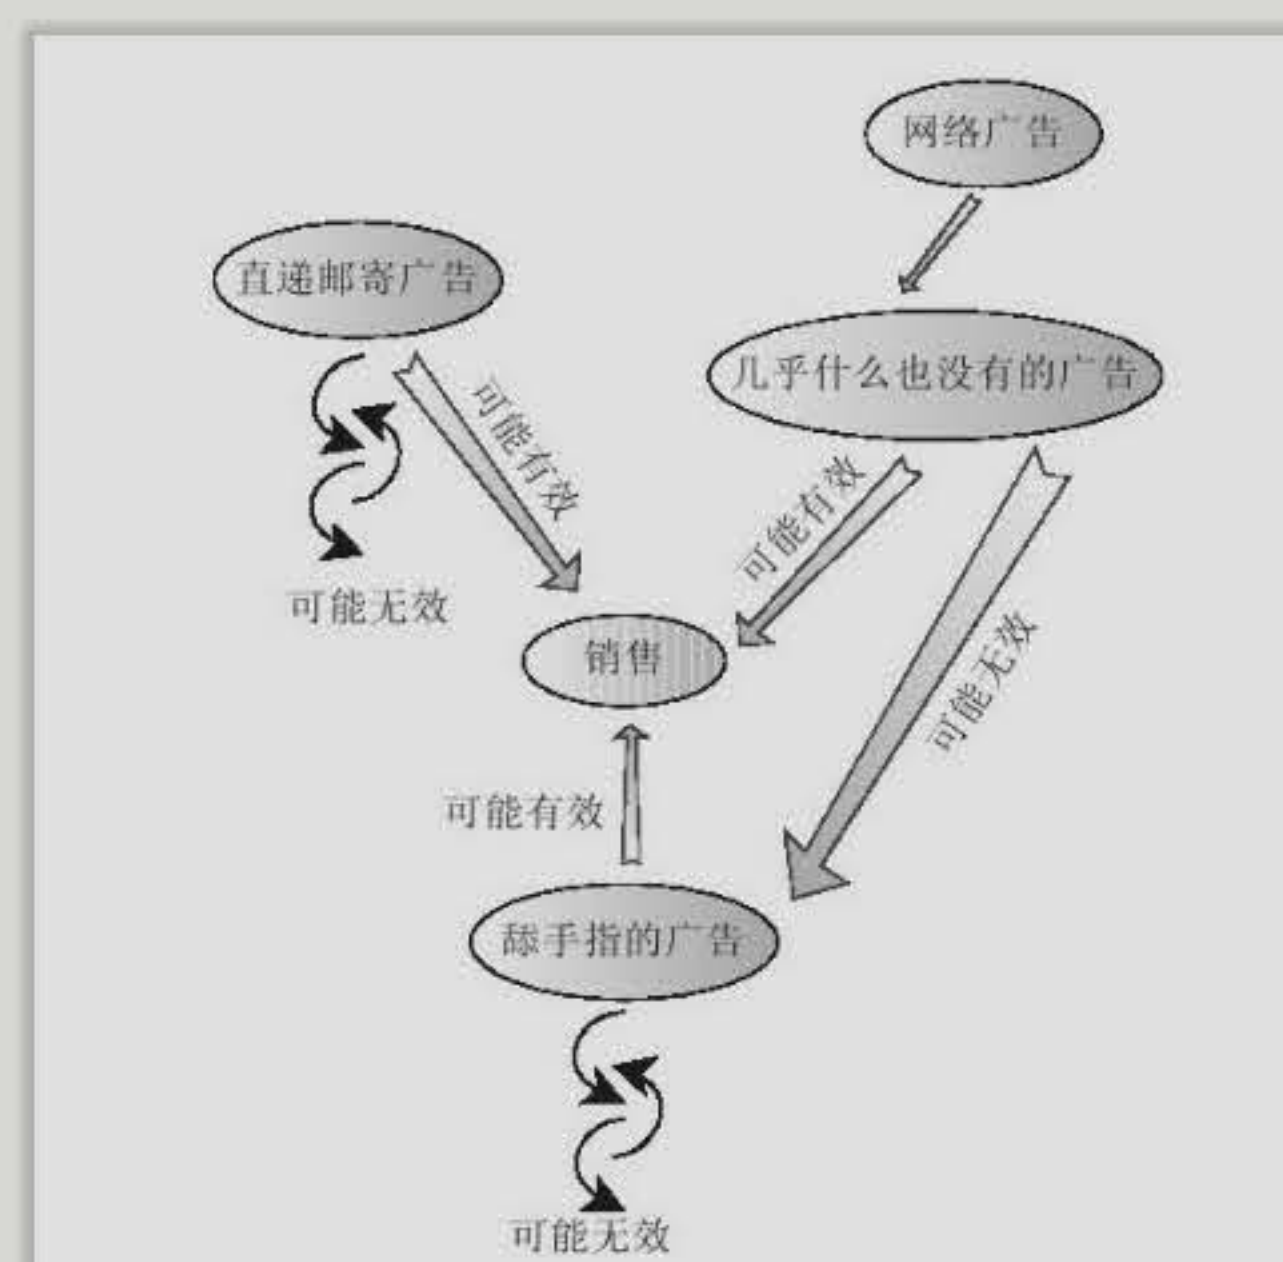 网络广告
直递邮寄广告
几乎什么也没有的广告
可能有效
可能有效
可能无效
可能无效
销售
可能有效
舔手指的广告
可能无效